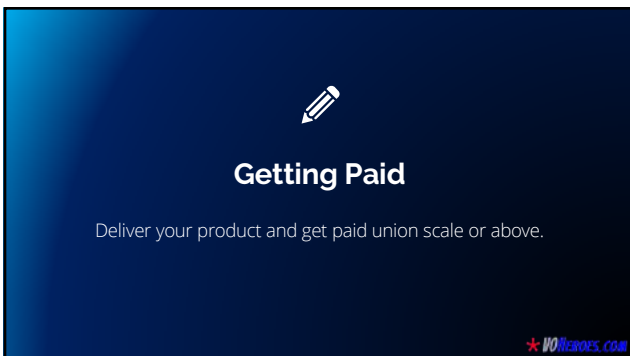 Getting Paid
Deliver your product and get paid union scale or above.
VOHeroes.com